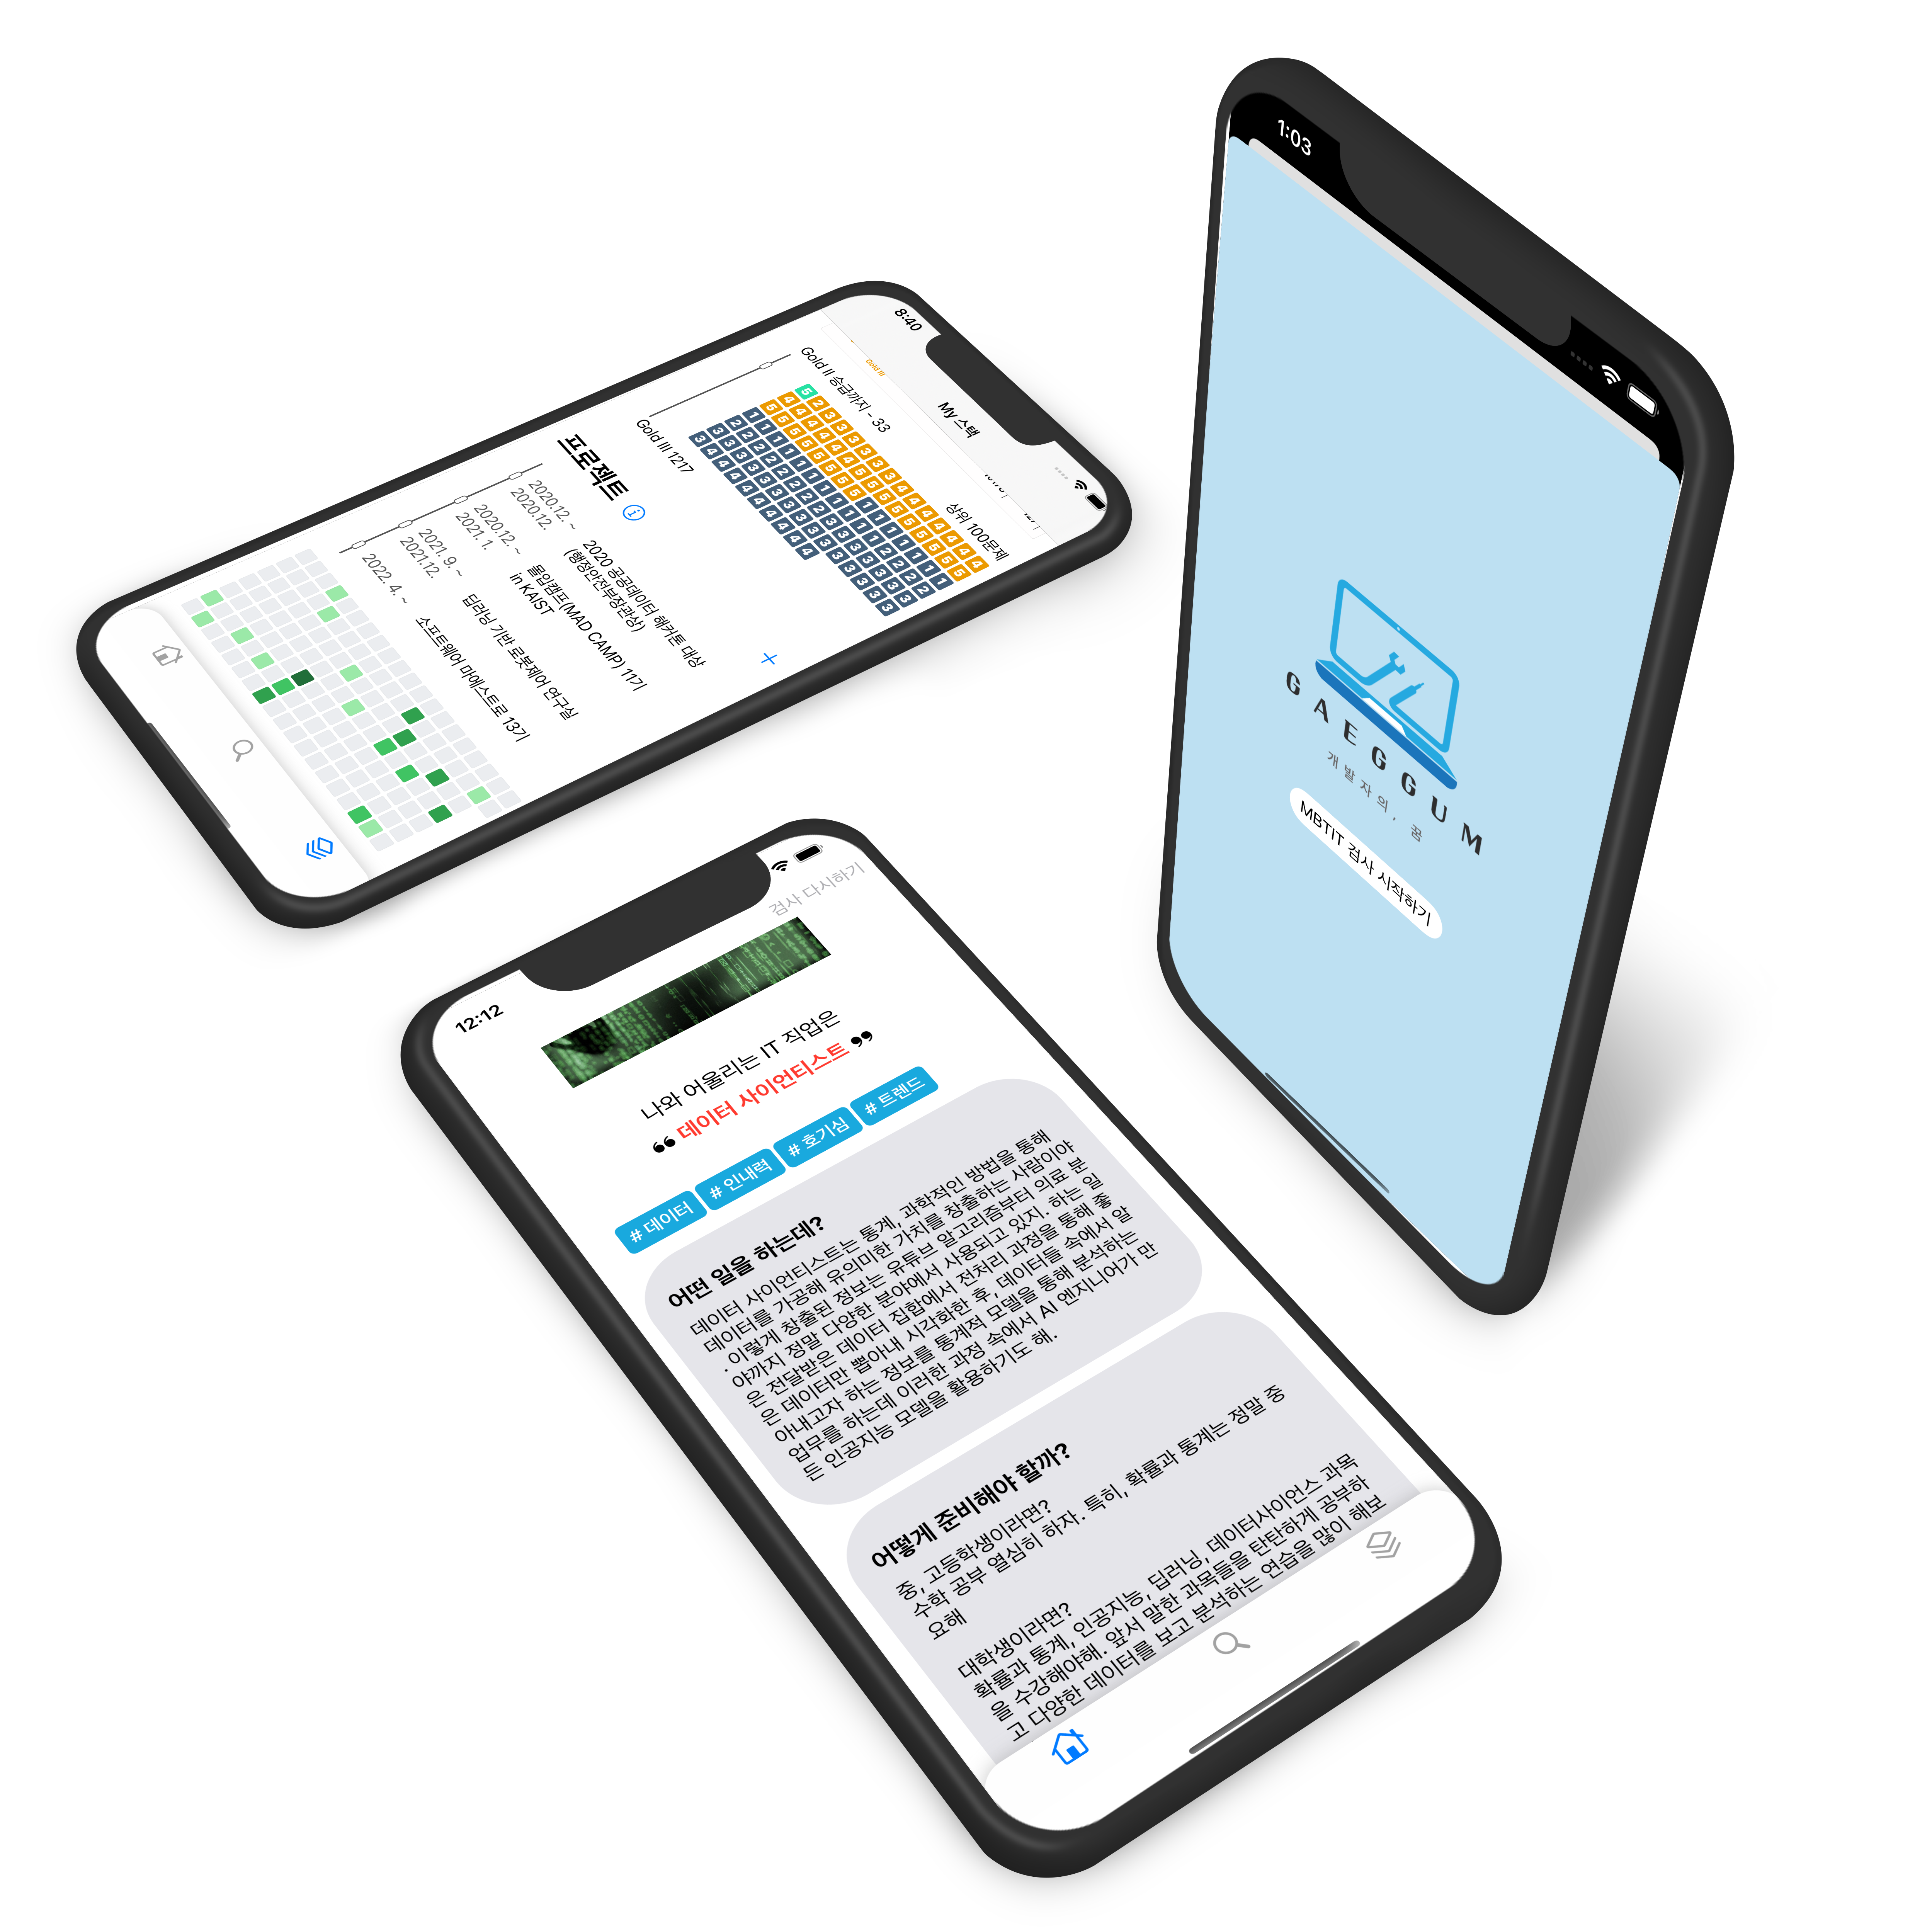 8:40
My 스택
Gold III
Gold II 승급까지 - 33
상위 100문제
Gold III 1217
프로젝트
2020.12. ~
2020.12.
2020 공공데이터 해커톤 대상
(행정안전부장관상)
2020.12. ~
2021. 1.
몰입캠프(MAD CAMP) 11기
in KAIST
2021. 9. ~
2021.12.
딥러닝 기반 로봇제어 연구실
2022. 4. ~
소프트웨어 마에스트로 13기
1:03
GAEGGUM
개발자의, 꿈
MBTIT 검사 시작하기
12:12
검사 다시하기
나와 어울리는 IT 직업은
❝ 데이터 사이언티스트 ❞
# 데이터 # 인내력 # 호기심 # 트렌드
어떤 일을 하는데?
데이터 사이언티스트는 통계, 과학적인 방법을 통해
데이터를 가공해 유의미한 가치를 창출하는 사람이야
. 이렇게 창출된 정보는 유튜브 알고리즘부터 의료 분
야까지 정말 다양한 분야에서 사용되고 있지. 하는 일
은 전달받은 데이터 집합에서 전처리 과정을 통해 좋
은 데이터만 뽑아내 시각화한 후, 데이터들 속에서 알
아내고자 하는 정보를 통계적 모델을 통해 분석하는
업무를 하는데 이러한 과정 속에서 AI 엔지니어가 만
든 인공지능 모델을 활용하기도 해.
어떻게 준비해야 할까?
중, 고등학생이라면?
수학 공부 열심히 하자. 특히, 확률과 통계는 정말 중
요해
대학생이라면?
확률과 통계, 인공지능, 딥러닝, 데이터사이언스 과목
을 수강해야해. 앞서 말한 과목들을 탄탄하게 공부하
고 다양한 데이터를 보고 분석하는 연습을 많이 해보